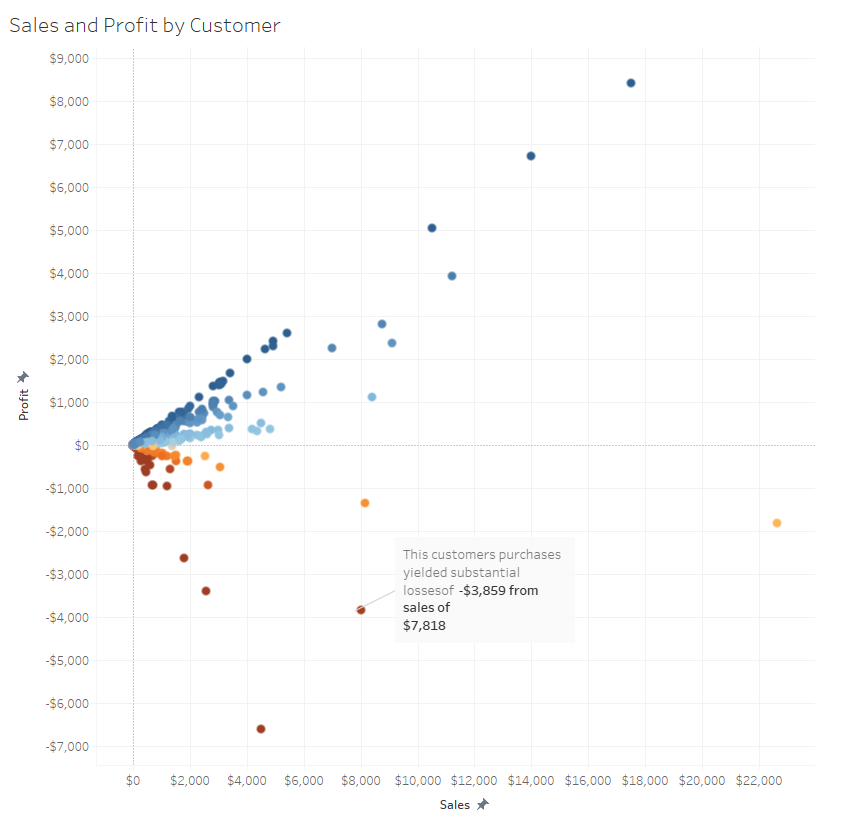 Sales and Profit by Customer
$9,000
$8,000
$7,000
$6,000
$5,000
$4,000
$3,000
$2,000
$1,000
$0
-$1,000
-$2,000
-$3,000
-$4,000
-$5,000
-$6,000
-$7,000
Profit
This customers purchases
yielded substantial
lossesof -$3,859 from
sales of
$7,818
$0 $2,000 $4,000 $6,000 $8,000 $10,000 $12,000 $14,000 $16,000 $18,000 $20,000 $22,000
Sales